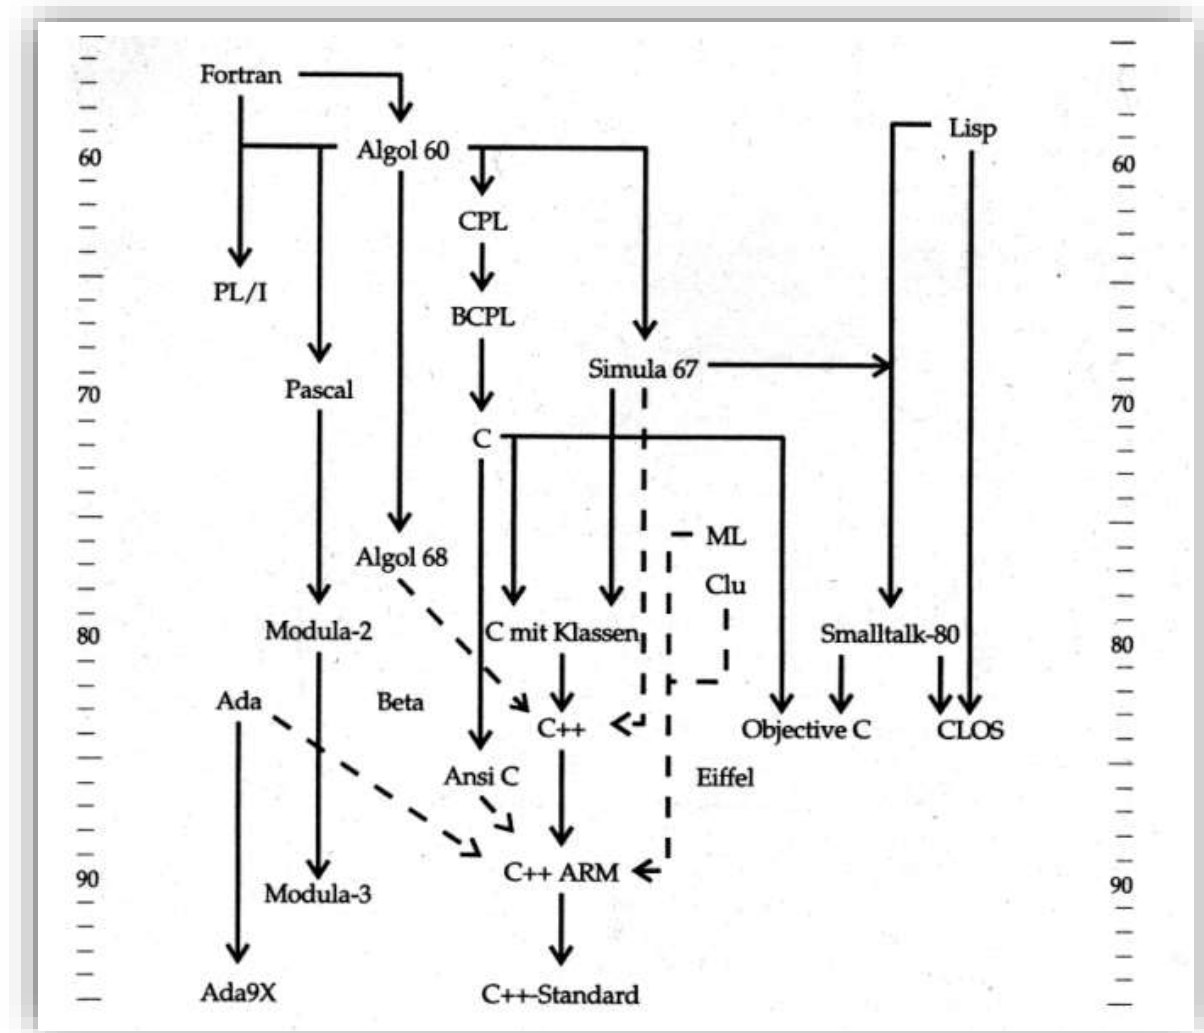 Fortran
Lisp
60
Algol 60
60
CPL
PL/I
BCPL
Simula 67
70
Pascal
70
C
ML
Algol 68
Clu
80
Modula-2
C mit Klassen
Smalltalk-80
80
Ada
Beta
C++
Objective C
CLOS
Ansi C
Eiffel
90
C++ ARM
90
Modula-3
Ada9X
C++-Standard